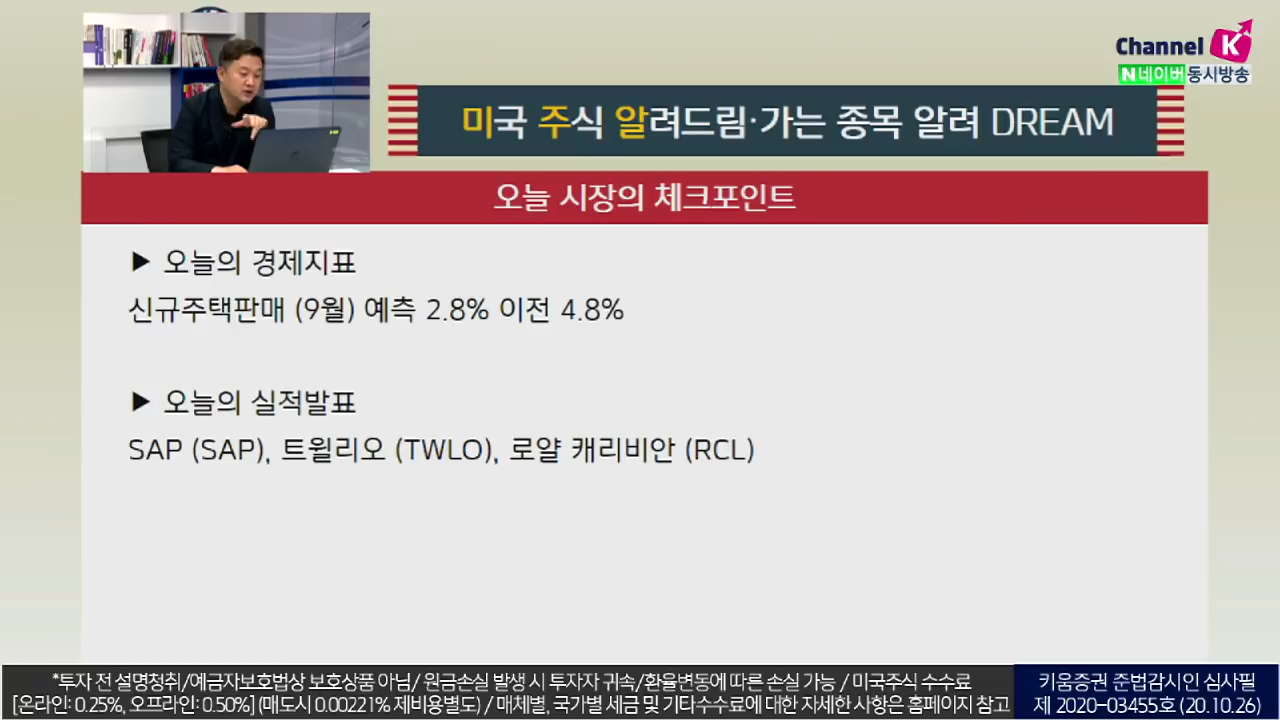 Channel K
N 네이버 동시방송
미국 주식 알려드림·가는 종목 알려 DREAM
오늘 시장의 체크포인트
▶ 오늘의 경제지표
신규주택판매 (9월) 예측 2.8% 이전 4.8%
▶ 오늘의 실적발표
SAP (SAP), 트윌리오 (TWLO), 로얄 캐리비안 (RCL)
*투자 전 설명청취/예금자보호법상 보호상품 아님/ 원금손실 발생 시 투자자 귀속/환율변동에 따른 손실 가능 / 미국주식 수수료
[온라인: 0.25%, 오프라인: 0.50%] (매도시 0.00221% 제비용별도) / 매체별, 국가별 세금 및 기타수수료에 대한 자세한 사항은 홈페이지 참고
키움증권 준법감시인 심사필
제 2020-03455호 (20.10.26)